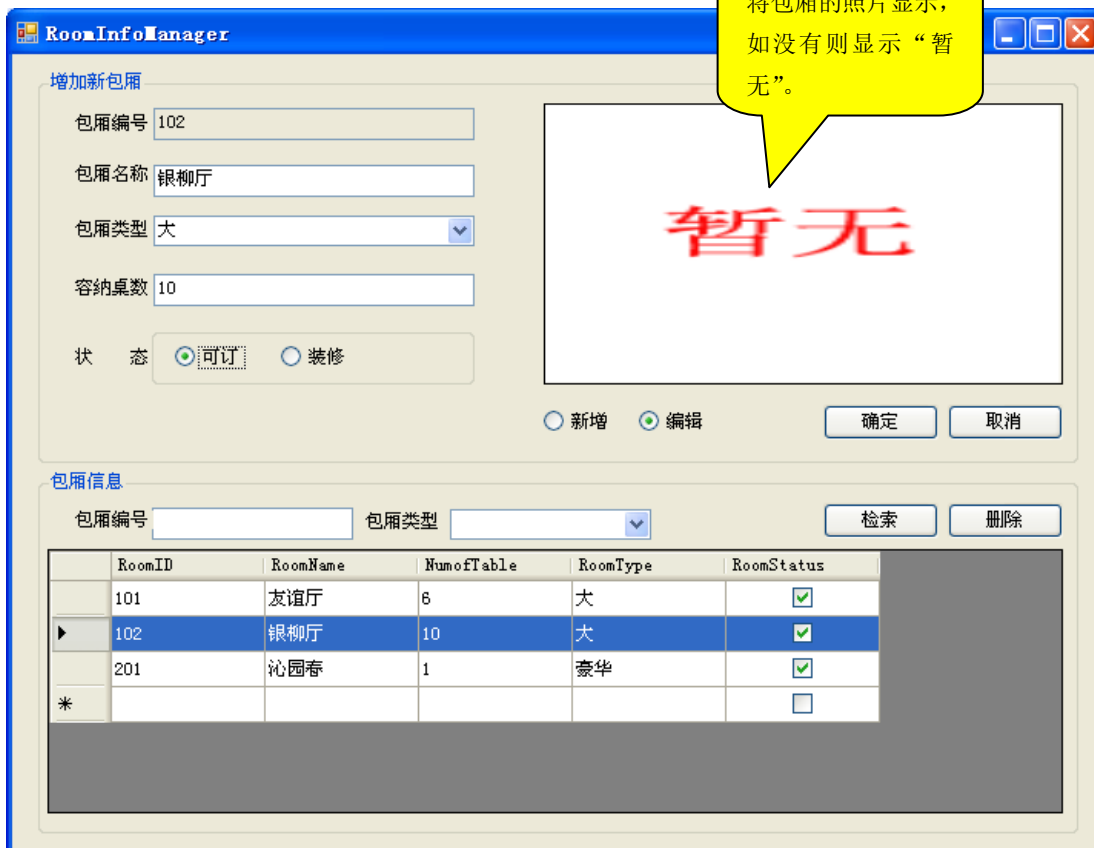 将包厢的照片显示，
如没有则显示“暂
无”。
RoomInfoManager
增加新包厢
包厢编号 102
包厢名称 银柳厅
包厢类型 大
容纳桌数 10
状 态 可订 装修
暂无
新增 编辑 确定 取消
包厢信息
包厢编号 包厢类型 检索 删除
RoomID RoomName NumofTable RoomType RoomStatus
101 友谊厅 6 大
102 银柳厅 10 大
201 沁园春 1 豪华